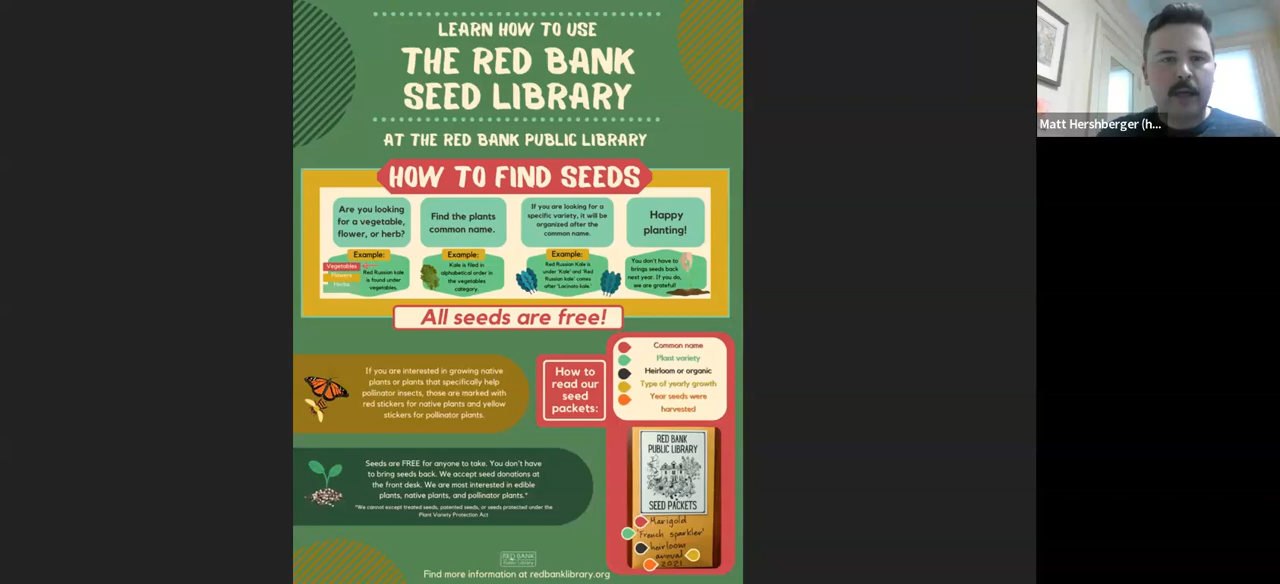 LEARN HOW TO USE
THE RED BANK
SEED LIBRARY
AT THE RED BANK PUBLIC LIBRARY
HOW TO FIND SEEDS
Are you looking
for a vegetable,
flower, or herb?
Example:
Vegetables
Flowers
Herbs
Red Russian kale
is found under
vegetables.
Find the plants
common name.
Example:
Kale is filed in
alphabetical order in
the vegetables
category.
If you are looking for a
specific variety, it will be
organized after the
common name.
Example:
Red Russian Kale is
under 'Kale' and 'Red
Russian kale' comes
after 'Lacinato kale.'
Happy
planting!
You don't have to
brings seeds back
next year. If you do,
we are grateful!
All seeds are free!
If you are interested in growing native
plants or plants that specifically help
pollinator insects, those are marked with
red stickers for native plants and yellow
stickers for pollinator plants.
How to
read our
seed
packets:
Common name
Plant variety
Heirloom or organic
Type of yearly growth
Year seeds were
harvested
RED BANK
PUBLIC LIBRARY
SEED PACKETS
Marigold
'French sparkler'
heirloom
annual
2021
Seeds are FREE for anyone to take. You don't have
to bring seeds back. We accept seed donations at
the front desk. We are most interested in edible
plants, native plants, and pollinator plants.*
*We cannot except treated seeds, patented seeds, or seeds protected under the
Plant Variety Protection Act
RED BANK
Public Library
Find more information at redbanklibrary.org
Matt Hershberger (h...